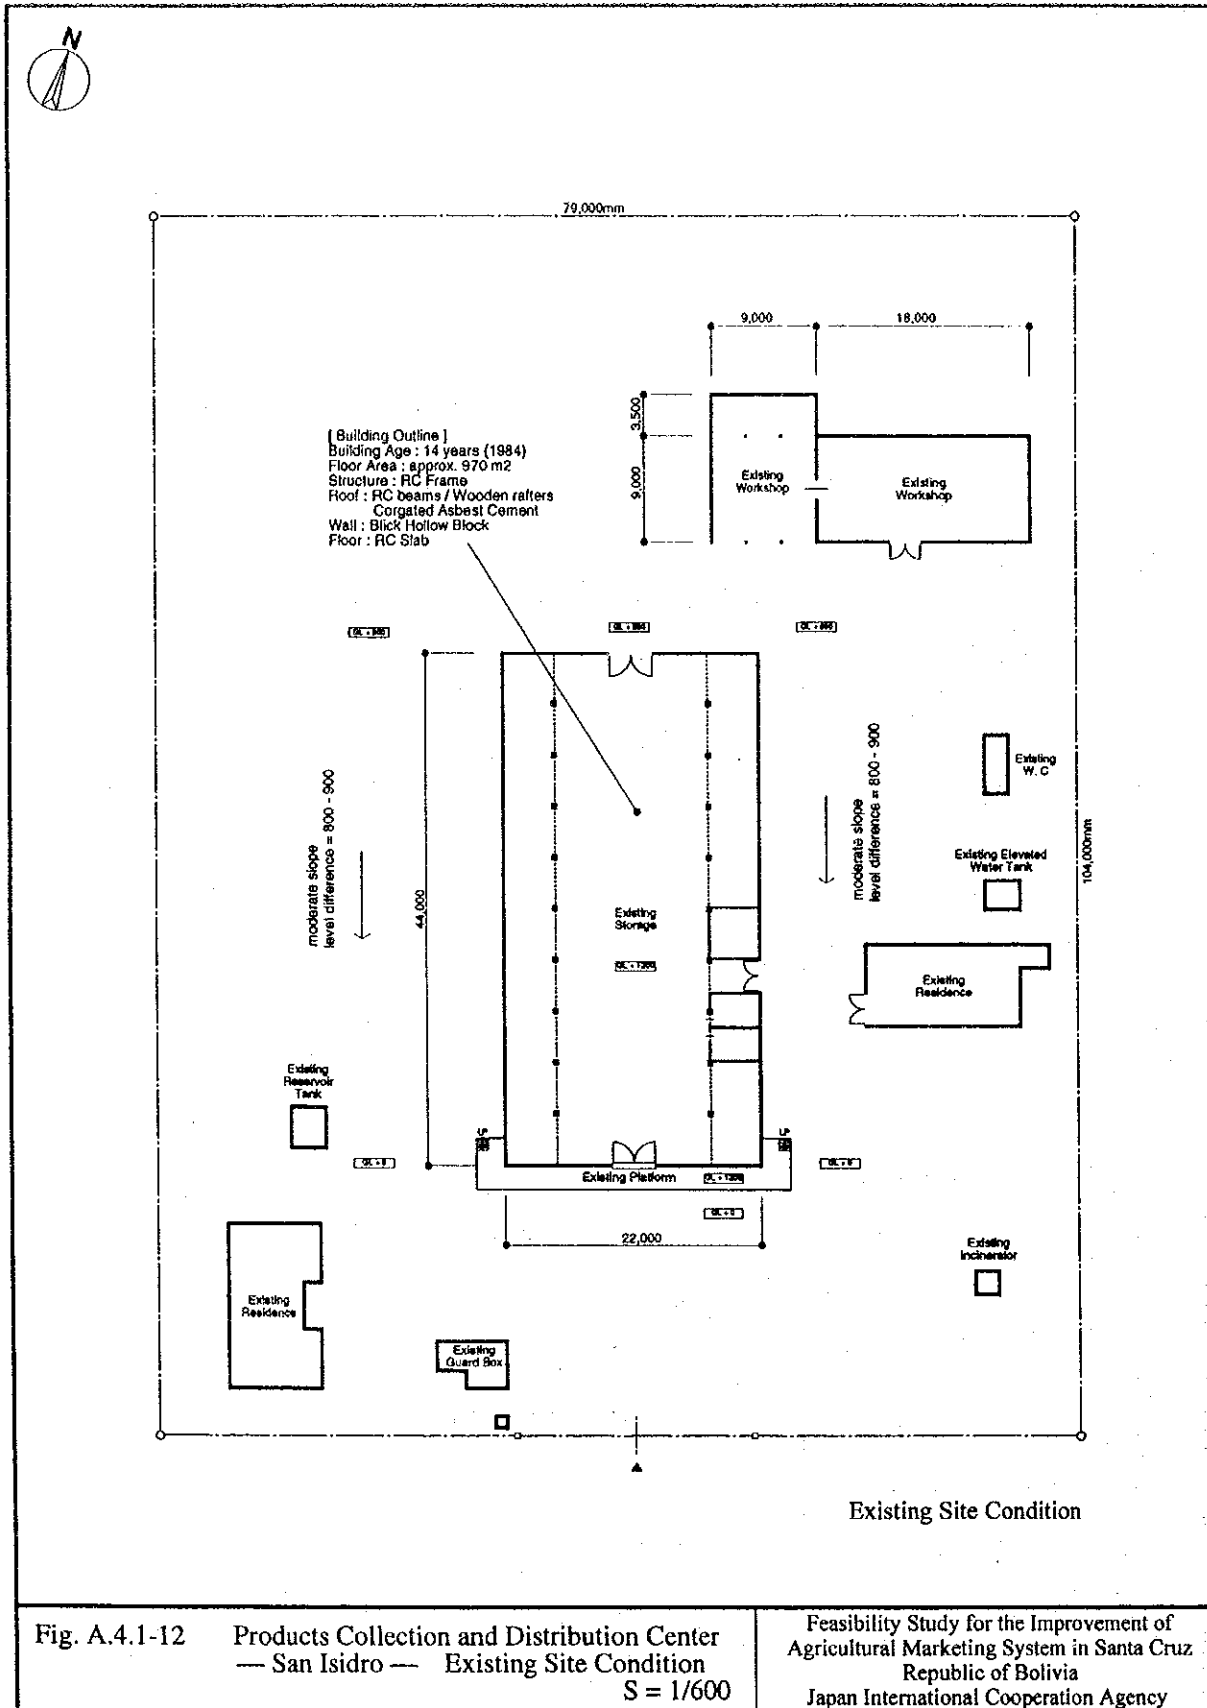 N
79,000mm
9,000
18,000
3,500
9,000
[ Building Outline ]
Building Age : 14 years (1984)
Floor Area : approx. 970 m2
Structure : RC Frame
Roof : RC beams / Wooden rafters
Corgated Asbest Cement
Wall : Blick Hollow Block
Floor : RC Slab
Existing
Workshop
Existing
Workshop
moderate slope
level difference = 800 - 900
44,000
moderate slope
level difference = 800 - 900
Existing
W. C
104,000mm
Existing Elevated
Water Tank
Existing
Storage
Existing
Residence
Existing
Reservoir
Tank
LP
LP
Existing Platform
22,000
Existing
Incinerator
Existing
Residence
Existing
Guard Box
Existing Site Condition
Fig. A.4.1-12
Products Collection and Distribution Center
— San Isidro — Existing Site Condition
S = 1/600
Feasibility Study for the Improvement of
Agricultural Marketing System in Santa Cruz
Republic of Bolivia
Japan International Cooperation Agency